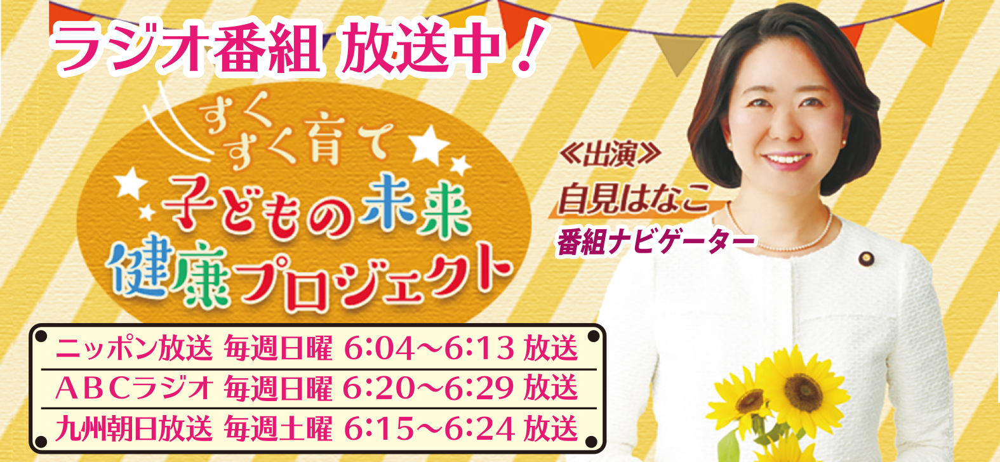 ラジオ番組 放送中！
すく
すく育て
子どもの未来
健康プロジェクト
≪出演≫
自見はなこ
番組ナビゲーター
ニッポン放送 毎週日曜 6:04〜6:13 放送
ＡＢＣラジオ 毎週日曜 6:20〜6:29 放送
九州朝日放送 毎週土曜 6:15〜6:24 放送